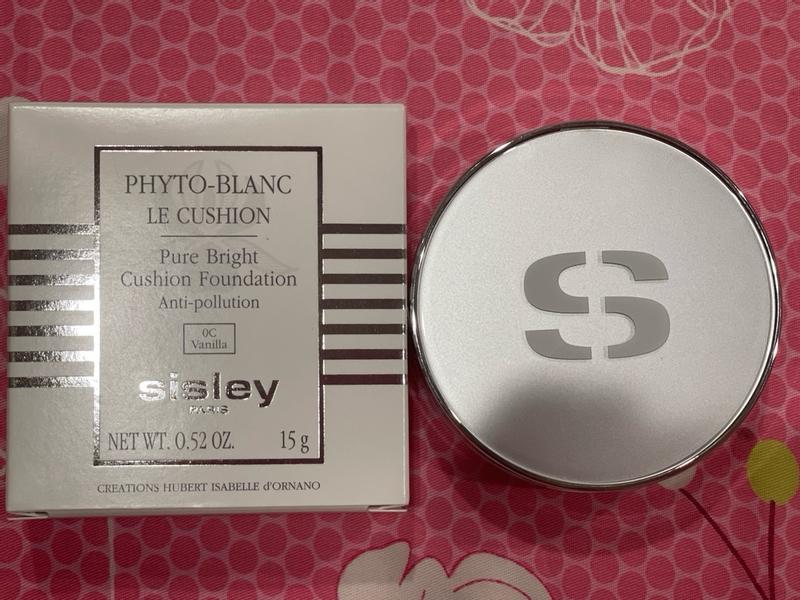 PHYTO-BLANC
LE CUSHION
Pure Bright
Cushion Foundation
Anti-pollution
0C
Vanilla
sisley
PARIS
NET WT. 0.52 OZ. 15 g
CREATIONS HUBERT ISABELLE d'ORNANO
S